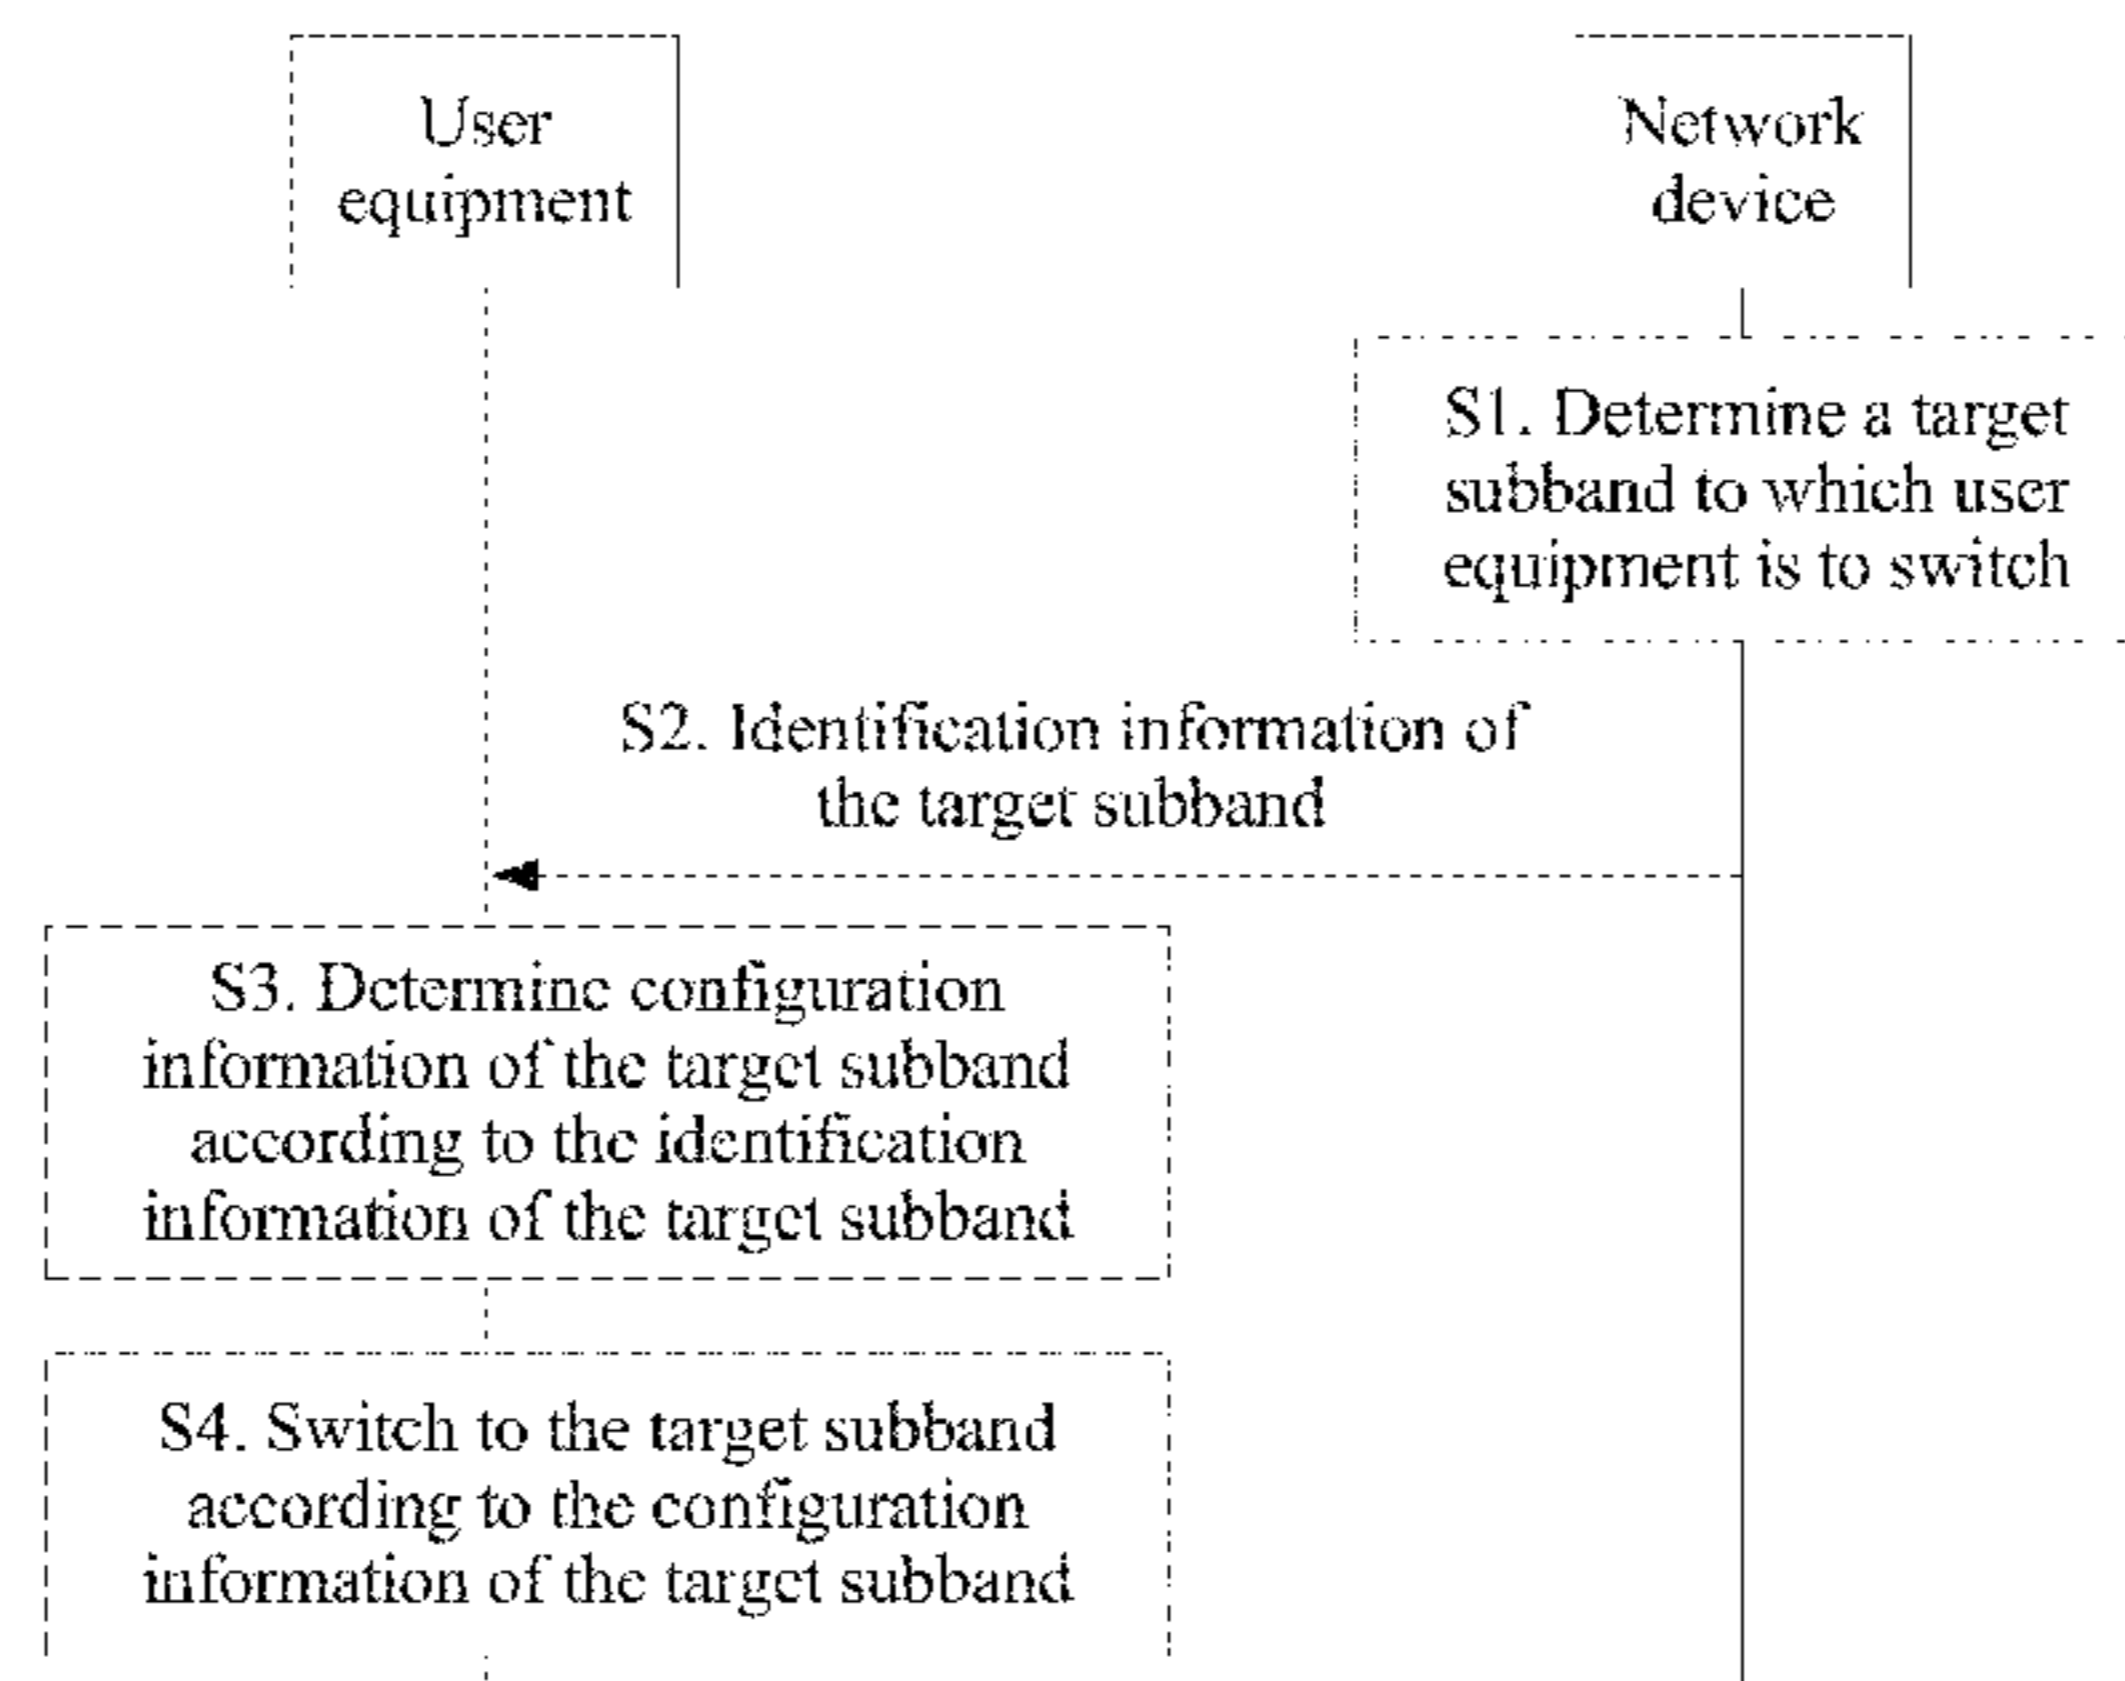 User
equipment
Network
device
S1. Determine a target
subband to which user
equipment is to switch
S2. Identification information of
the target subband
S3. Determine configuration
information of the target subband
according to the identification
information of the target subband
S4. Switch to the target subband
according to the configuration
information of the target subband